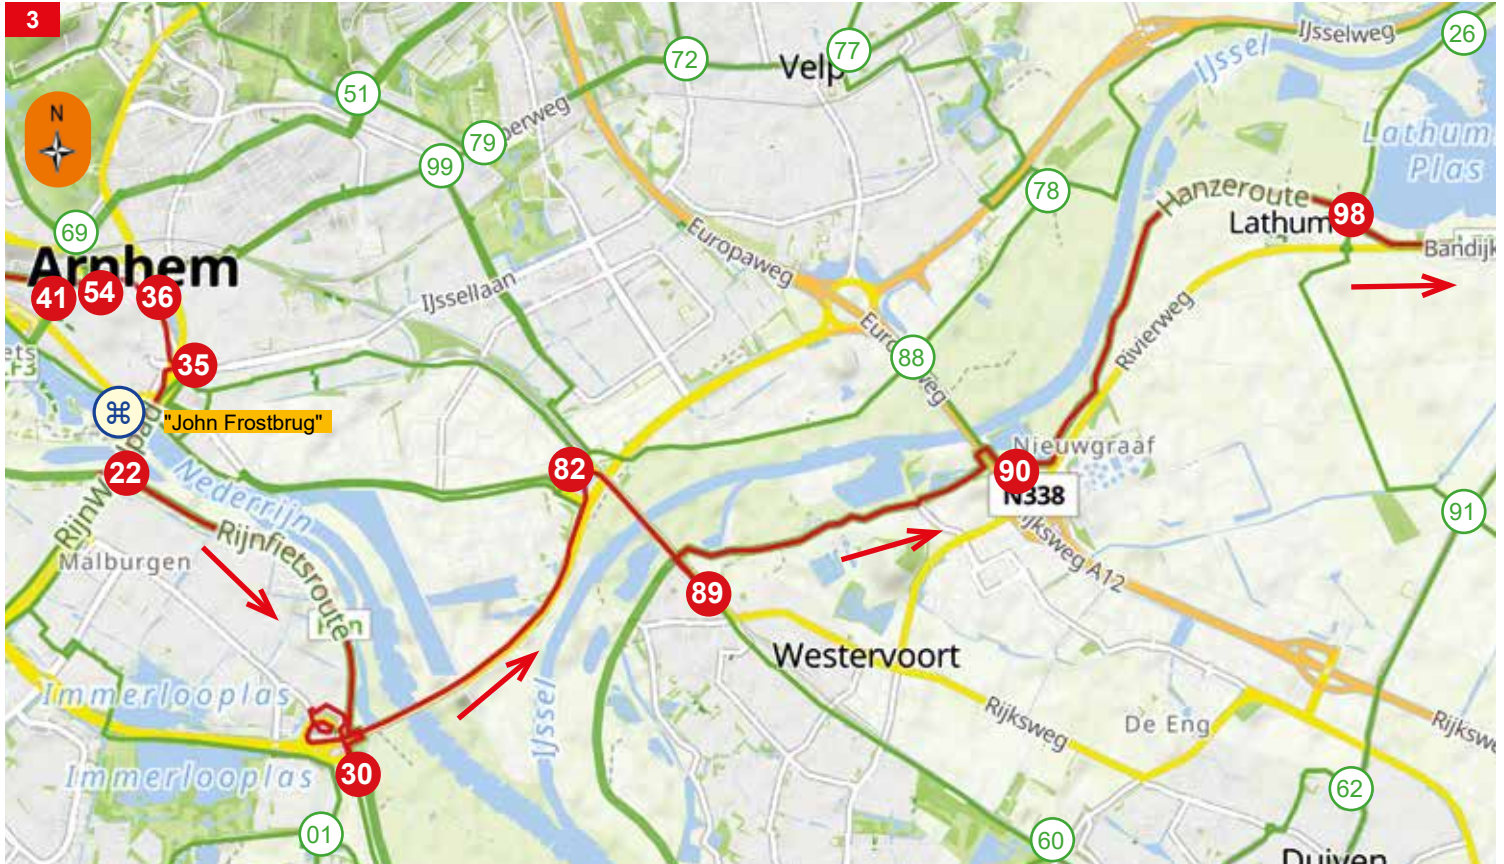 3
IJsselweg
26
77
72
Velp
IJssel
51
N
Lathum
Plas
79
perweg
99
78
Hanzeroute
98
69
Lathum
Bandijk
Arnhem
Europaweg
41
54
36
IJssellaan
Rivierweg
35
88
"John Frostbrug"
Nieuwgraaf
82
90
22
N338
Nederrijn
91
Rijnfietsroute
Rijksweg A12
Malburgen
89
Westervoort
Immerlooplas
IJssel
Rijksweg
De Eng
Immerlooplas
30
62
01
60
Duiven